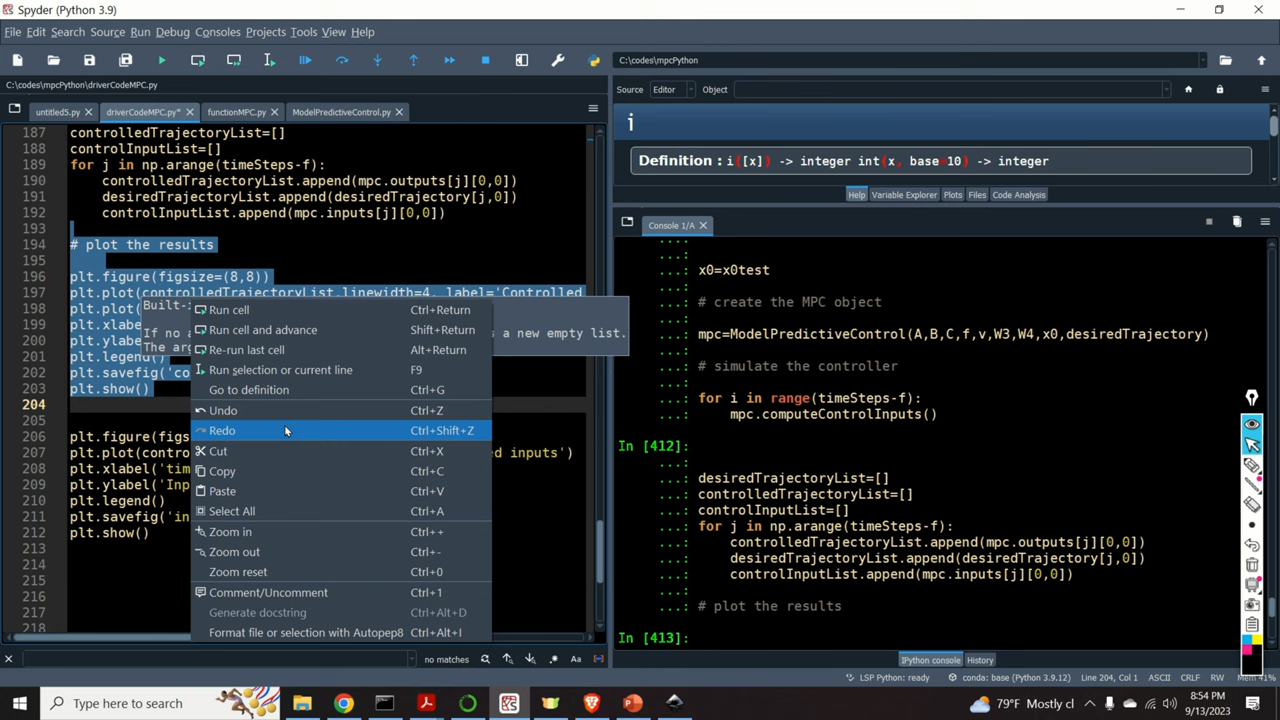 Spyder (Python 3.9)
File Edit Search Source Run Debug Consoles Projects Tools View Help
C:\codes\mpcPython\driverCodeMPC.py
C:\codes\mpcPython
untitled5.py driverCodeMPC.py* functionMPC.py ModelPredictiveControl.py
Source Editor Object
i
Definition : i([x]) -> integer int(x, base=10) -> integer
Help Variable Explorer Plots Files Code Analysis
Console 1/A
187 controlledTrajectoryList=[]
188 controlInputList=[]
189 for j in np.arange(timeSteps-f):
190 controlledTrajectoryList.append(mpc.outputs[j][0,0])
191 desiredTrajectoryList.append(desiredTrajectory[j,0])
192 controlInputList.append(mpc.inputs[j][0,0])
193
194 # plot the results
195
196 plt.figure(figsize=(8,8))
197 plt.plot(controlledTrajectoryList,linewidth=4, label='Controlled
198 plt.plot(
199 plt.xlabe
200 plt.ylabe
201 plt.legend()
202 plt.savefig('co
203 plt.show()
204
205
206 plt.figure(figs
207 plt.plot(contro ed inputs')
208 plt.xlabel('tim
209 plt.ylabel('Inpu
210 plt.legend()
211 plt.savefig('in
212 plt.show()
213
214
215
216
217
218
Built-i
If no a s a new empty list.
The ar
Run cell Ctrl+Return
Run cell and advance Shift+Return
Re-run last cell Alt+Return
Run selection or current line F9
Go to definition Ctrl+G
Undo Ctrl+Z
Redo Ctrl+Shift+Z
Cut Ctrl+X
Copy Ctrl+C
Paste Ctrl+V
Select All Ctrl+A
Zoom in Ctrl++
Zoom out Ctrl+-
Zoom reset Ctrl+0
Comment/Uncomment Ctrl+1
Generate docstring Ctrl+Alt+D
Format file or selection with Autopep8 Ctrl+Alt+I
...:
...: x0=x0test
...:
...: # create the MPC object
...:
...: mpc=ModelPredictiveControl(A,B,C,f,v,W3,W4,x0,desiredTrajectory)
...:
...: # simulate the controller
...:
...: for i in range(timeSteps-f):
...: mpc.computeControlInputs()
In [412]:
...:
...: desiredTrajectoryList=[]
...: controlledTrajectoryList=[]
...: controlInputList=[]
...: for j in np.arange(timeSteps-f):
...: controlledTrajectoryList.append(mpc.outputs[j][0,0])
...: desiredTrajectoryList.append(desiredTrajectory[j,0])
...: controlInputList.append(mpc.inputs[j][0,0])
...:
...: # plot the results
In [413]:
no matches Aa
IPython console History
LSP Python: ready conda: base (Python 3.9.12) Line 204, Col 1 ASCII CRLF RW Mem 41%
Type here to search
79°F Mostly cl
8:54 PM
9/13/2023